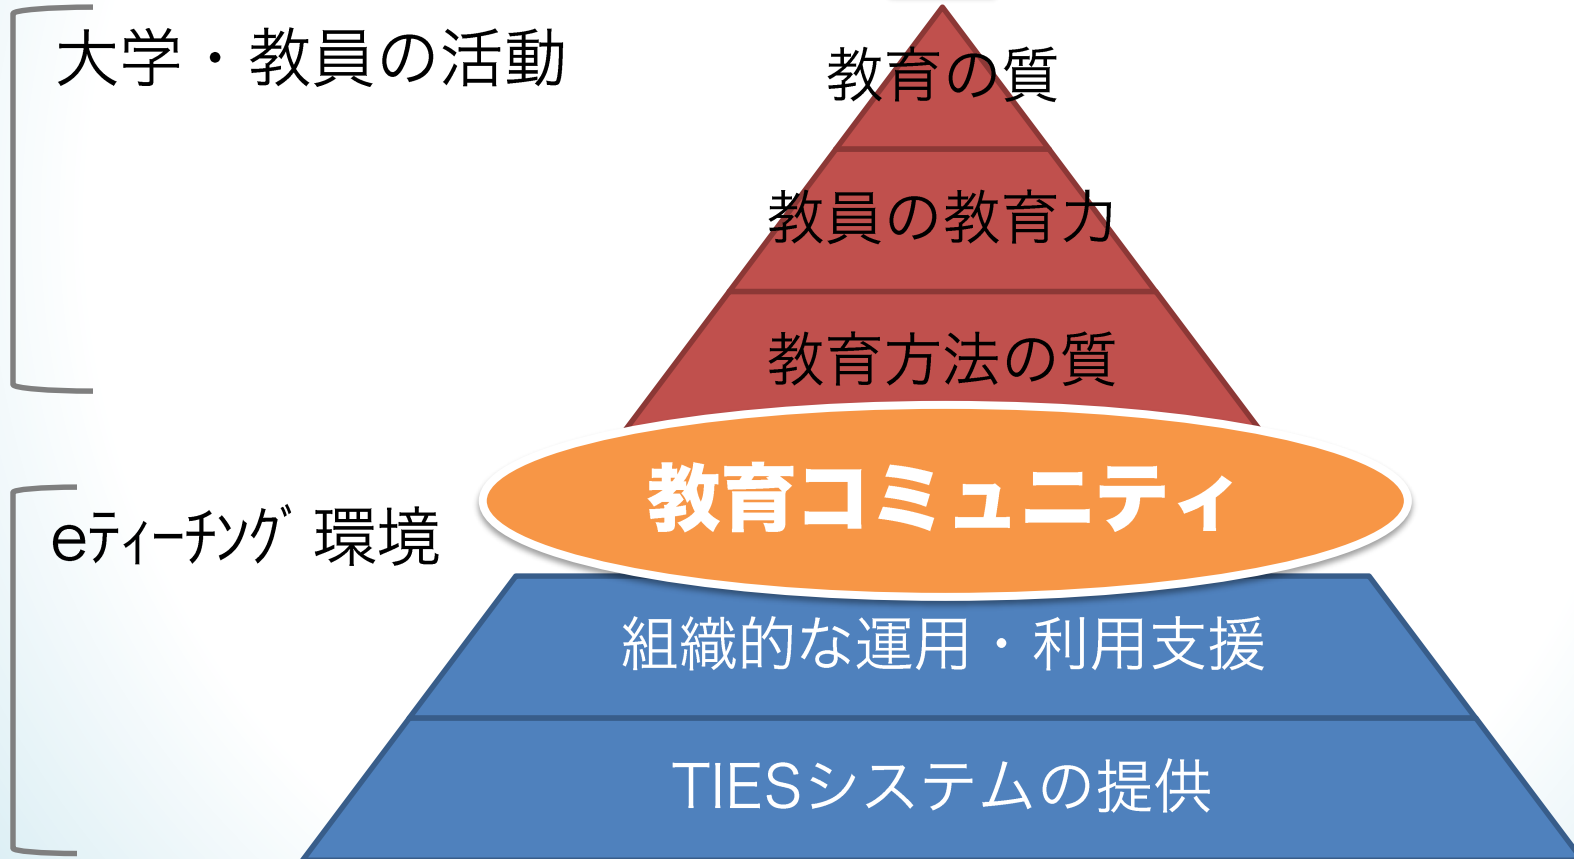 大学・教員の活動
教育の質
教員の教育力
教育方法の質
教育コミュニティ
eﾃｨｰﾁﾝｸﾞ環境
組織的な運用・利用支援
TIESシステムの提供